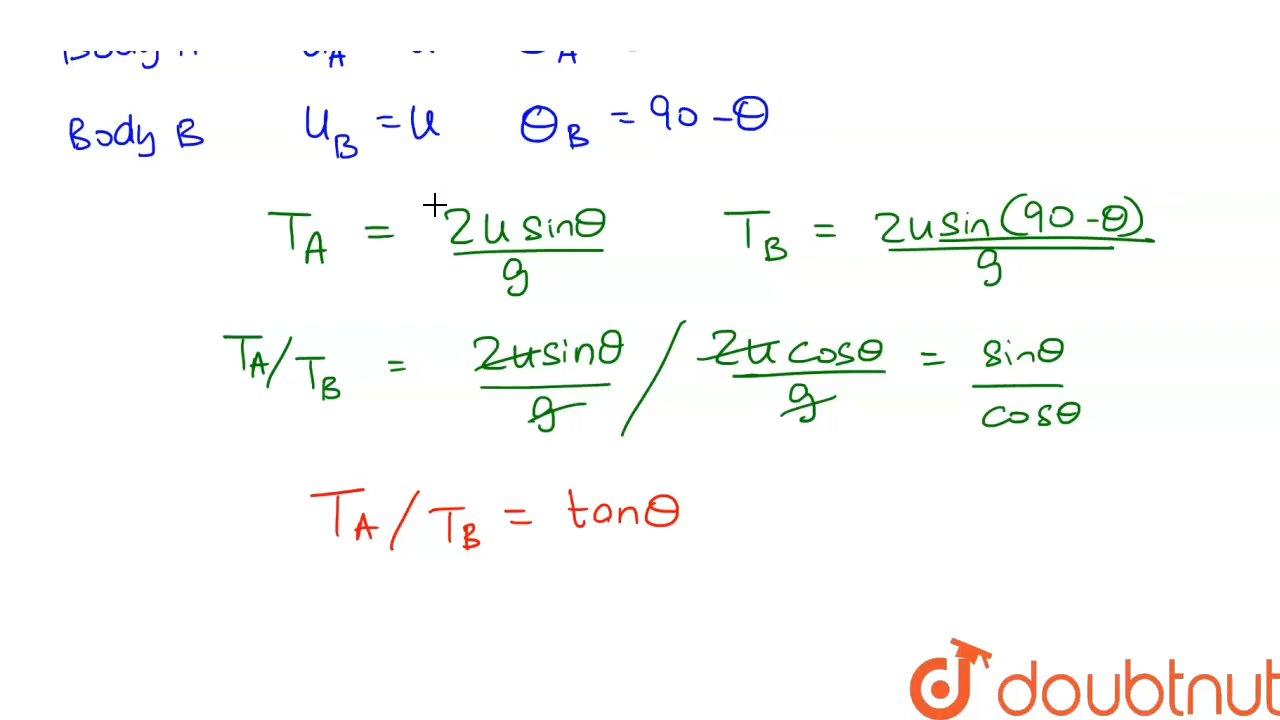 Body B u_B = u θ_B = 90 - θ
T_A = 2u sinθ / g T_B = 2u sin(90 - θ) / g
T_A / T_B = 2u sinθ / g / 2u cosθ / g = sinθ / cosθ
T_A / T_B = tanθ
doubtnut